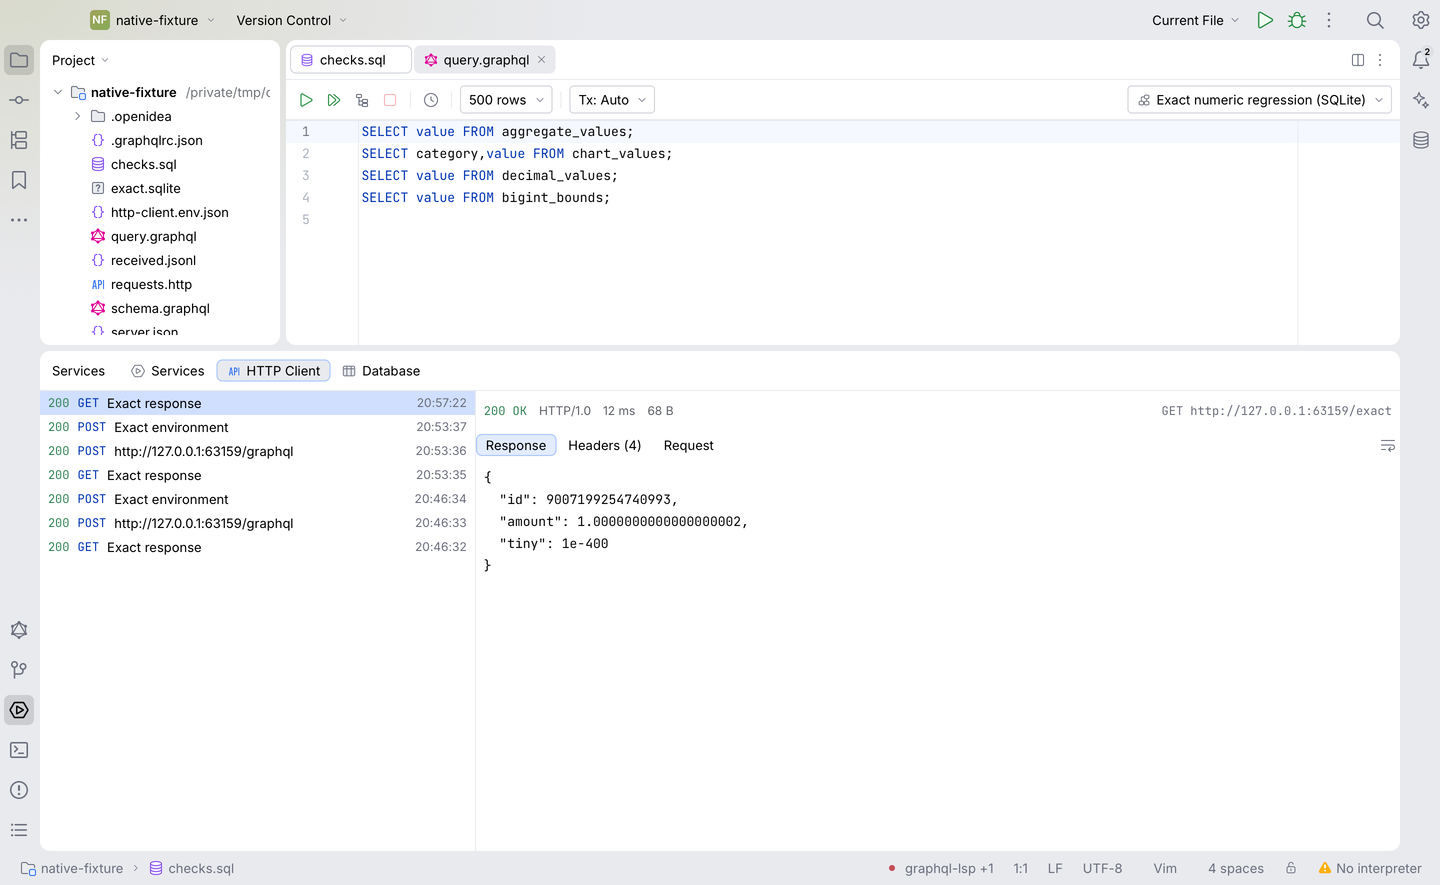 NF native-fixture Version Control Current File
Project
native-fixture /private/tmp/c
.openidea
.graphqlrc.json
checks.sql
exact.sqlite
http-client.env.json
query.graphql
received.jsonl
API requests.http
schema.graphql
server.json
checks.sql query.graphql
500 rows Tx: Auto Exact numeric regression (SQLite)
1 SELECT value FROM aggregate_values;
2 SELECT category,value FROM chart_values;
3 SELECT value FROM decimal_values;
4 SELECT value FROM bigint_bounds;
5
2
Services Services API HTTP Client Database
200 GET Exact response 20:57:22
200 POST Exact environment 20:53:37
200 POST http://127.0.0.1:63159/graphql 20:53:36
200 GET Exact response 20:53:35
200 POST Exact environment 20:46:34
200 POST http://127.0.0.1:63159/graphql 20:46:33
200 GET Exact response 20:46:32
200 OK HTTP/1.0 12 ms 68 B GET http://127.0.0.1:63159/exact
Response Headers (4) Request
{
"id": 9007199254740993,
"amount": 1.0000000000000000002,
"tiny": 1e-400
}
native-fixture checks.sql graphql-lsp +1 1:1 LF UTF-8 Vim 4 spaces No interpreter